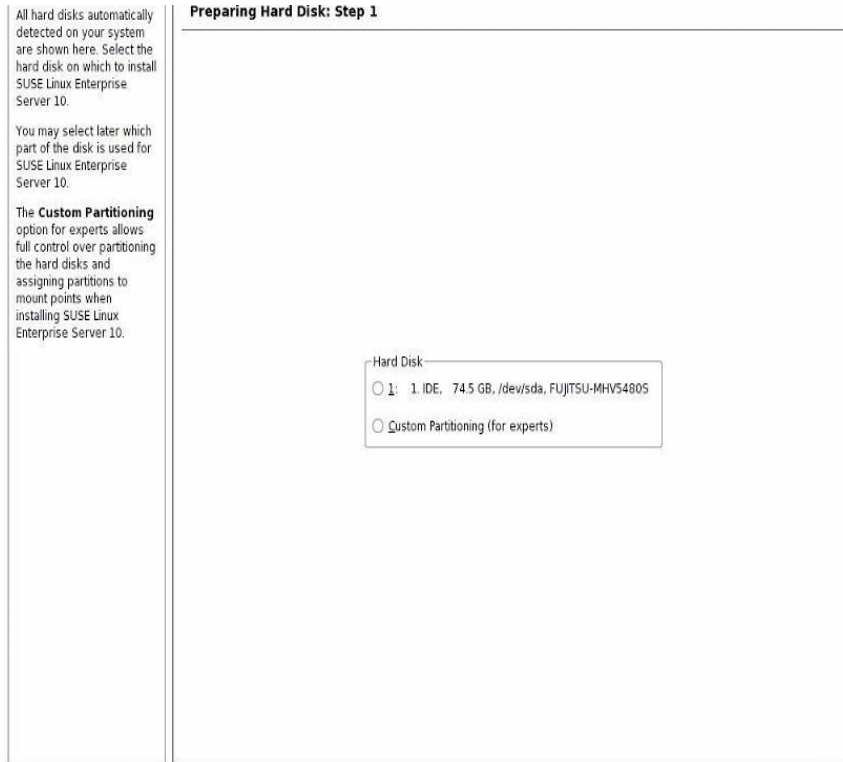 All hard disks automatically
detected on your system
are shown here. Select the
hard disk on which to install
SUSE Linux Enterprise
Server 10.
You may select later which
part of the disk is used for
SUSE Linux Enterprise
Server 10.
The Custom Partitioning
option for experts allows
full control over partitioning
the hard disks and
assigning partitions to
mount points when
installing SUSE Linux
Enterprise Server 10.
Preparing Hard Disk: Step 1
Hard Disk
1: 1. IDE, 74.5 GB, /dev/sda, FUJITSU-MHV5480S
Custom Partitioning (for experts)